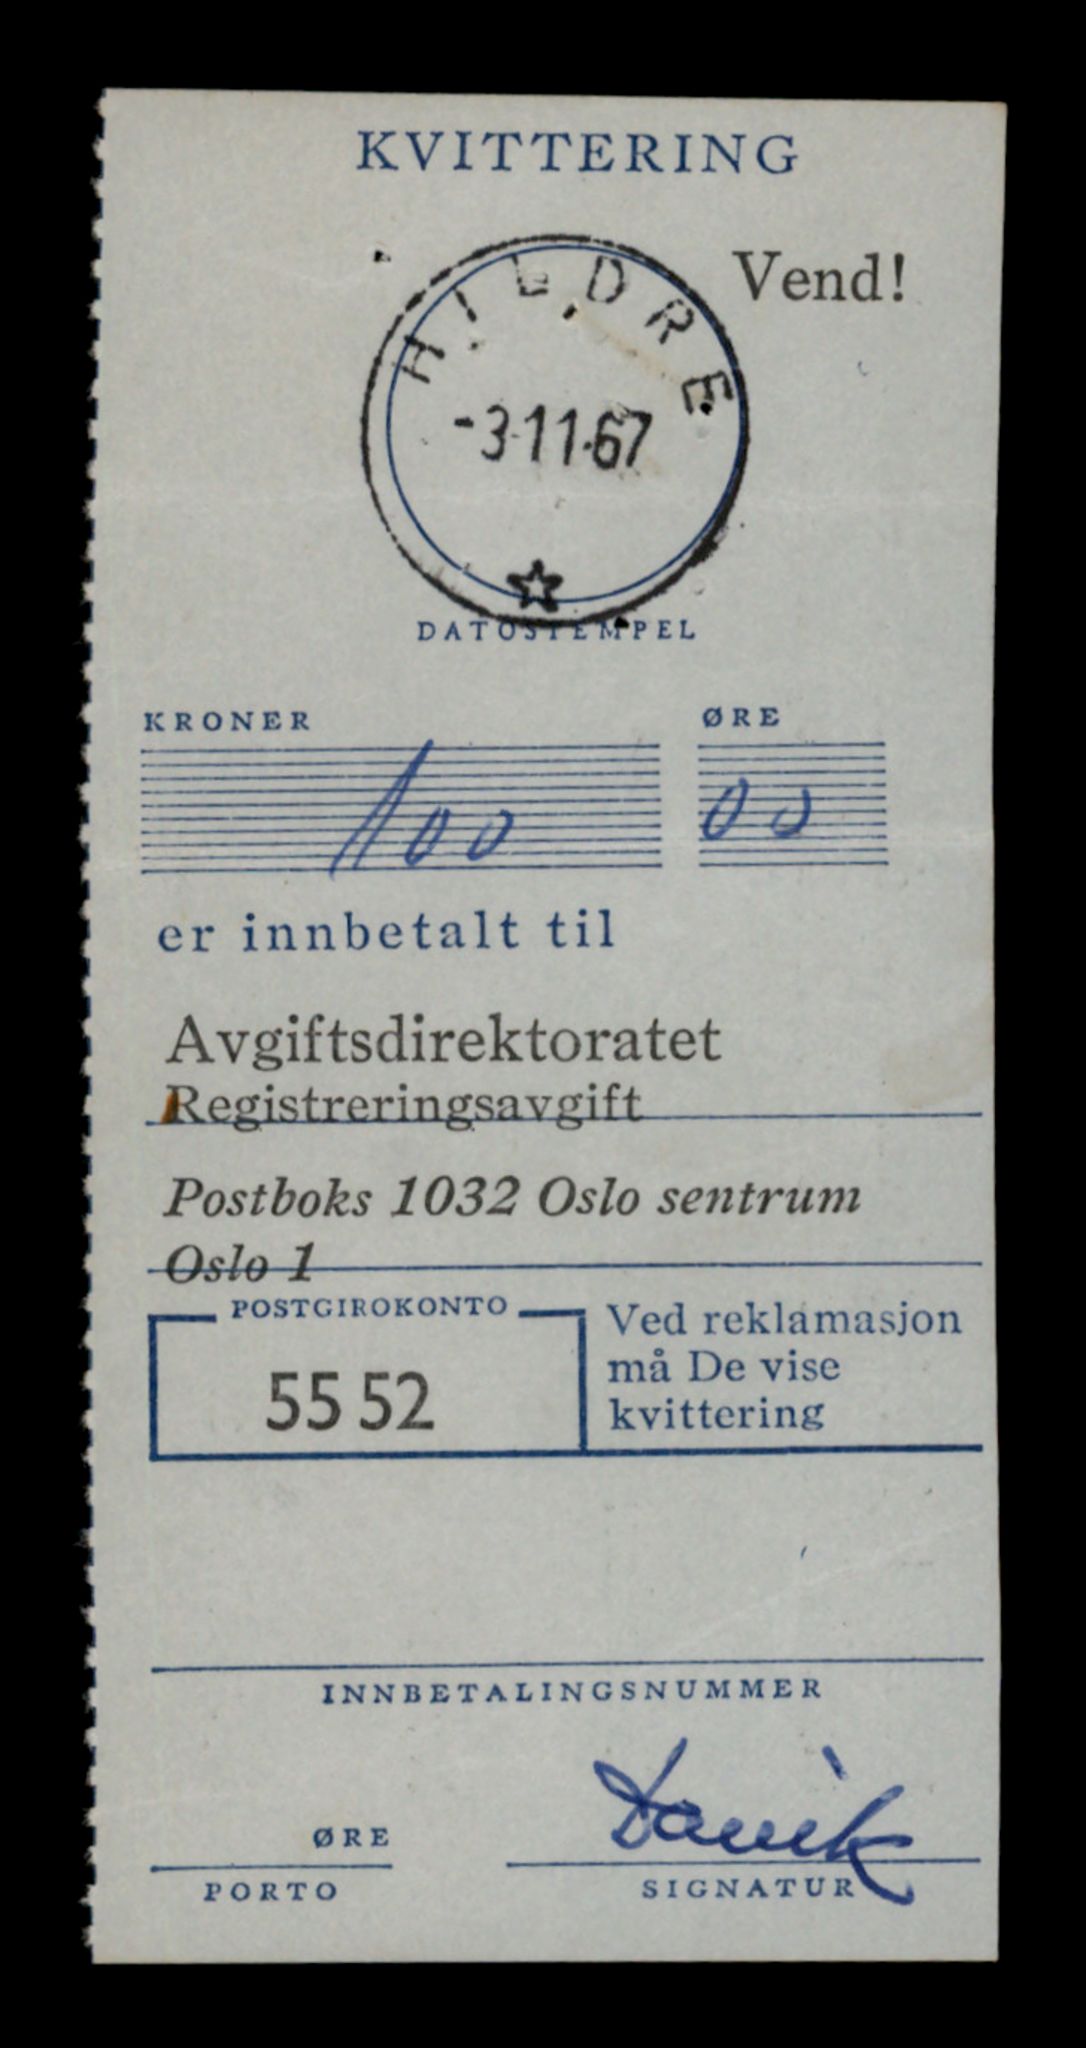 KVITTERING
Vend!
HILDRE
-3-11-67
DATOSTEMPEL
KRONER ØRE
100 00
er innbetalt til
Avgiftsdirektoratet
Registreringsavgift
Postboks 1032 Oslo sentrum
Oslo 1
POSTGIROKONTO
55 52
Ved reklamasjon
må De vise
kvittering
INNBETALINGSNUMMER
ØRE
PORTO
SIGNATUR